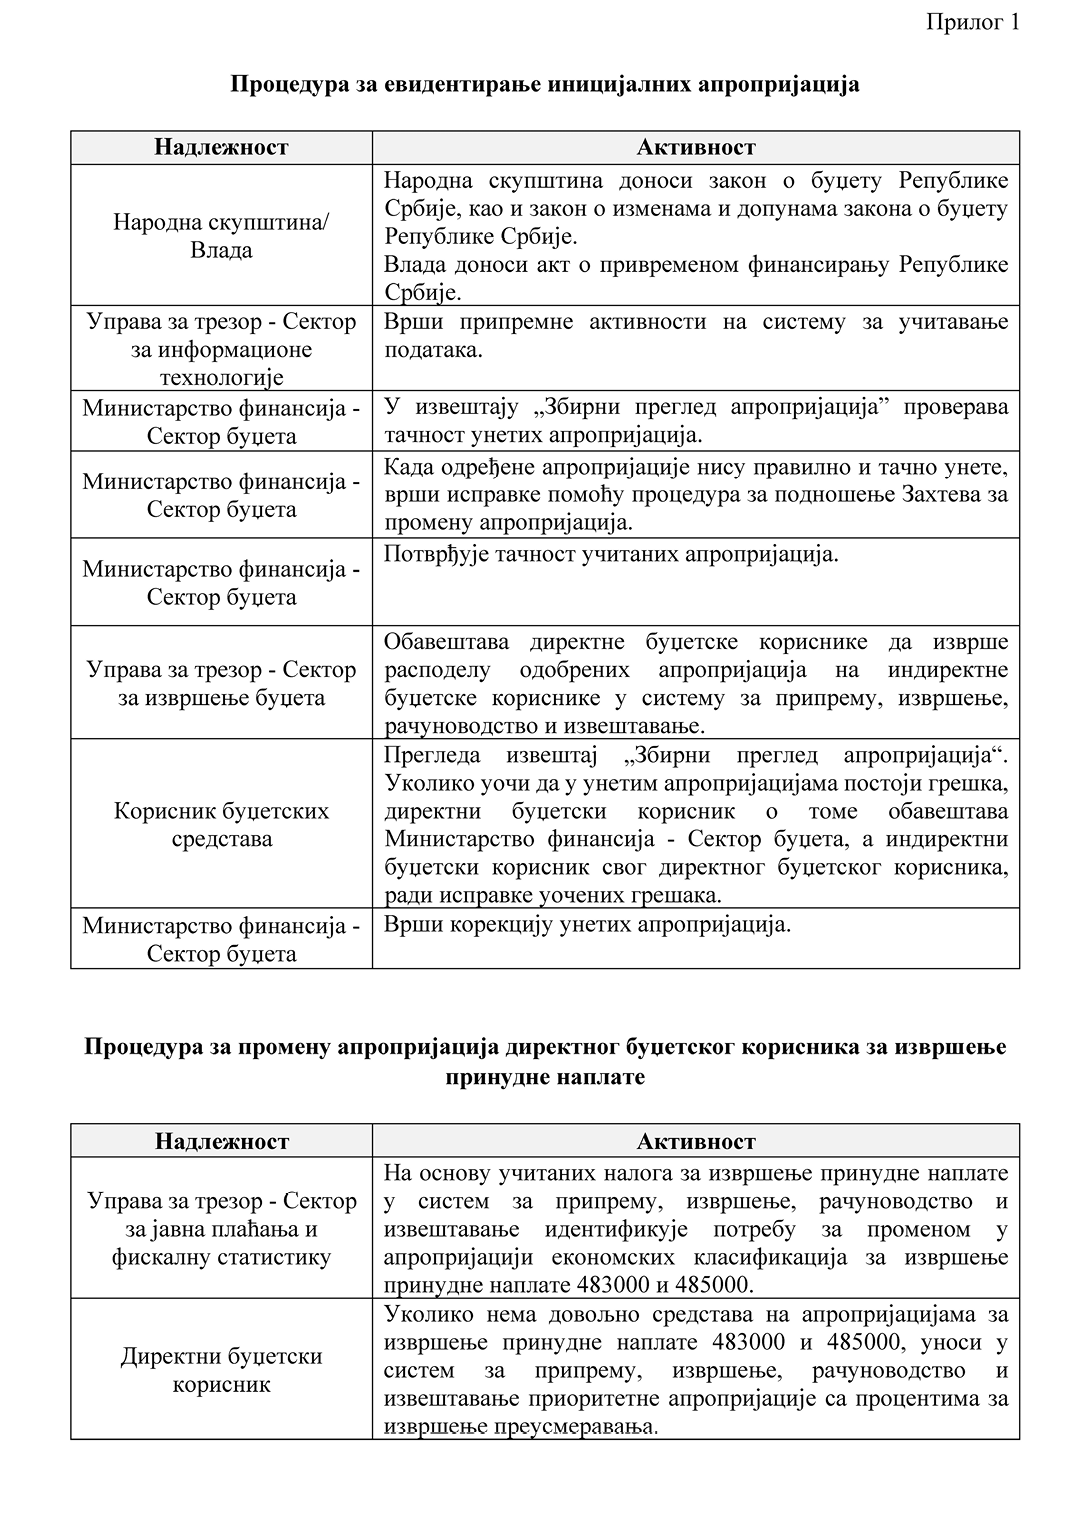 Прилог 1
Процедура за евидентирање иницијалних апропријација
Надлежност
Активност
Народна скупштина/
Влада
Народна скупштина доноси закон о буџету Републике
Србије, као и закон о изменама и допунама закона о буџету
Републике Србије.
Влада доноси акт о привременом финансирању Републике
Србије.
Управа за трезор - Сектор
за информационе
технологије
Врши припремне активности на систему за учитавање
података.
Министарство финансија -
Сектор буџета
У извештају „Збирни преглед апропријација” проверава
тачност унетих апропријација.
Министарство финансија -
Сектор буџета
Када одређене апропријације нису правилно и тачно унете,
врши исправке помоћу процедура за подношење Захтева за
промену апропријација.
Министарство финансија -
Сектор буџета
Потврђује тачност учитаних апропријација.
Управа за трезор - Сектор
за извршење буџета
Обавештава директне буџетске кориснике да изврше
расподелу одобрених апропријација на индиректне
буџетске кориснике у систему за припрему, извршење,
рачуноводство и извештавање.
Корисник буџетских
средстава
Прегледа извештај „Збирни преглед апропријација“.
Уколико уочи да у унетим апропријацијама постоји грешка,
директни буџетски корисник о томе обавештава
Министарство финансија - Сектор буџета, а индиректни
буџетски корисник свог директног буџетског корисника,
ради исправке уочених грешака.
Министарство финансија -
Сектор буџета
Врши корекцију унетих апропријација.
Процедура за промену апропријација директног буџетског корисника за извршење
принудне наплате
Надлежност
Активност
Управа за трезор - Сектор
за јавна плаћања и
фискалну статистику
На основу учитаних налога за извршење принудне наплате
у систем за припрему, извршење, рачуноводство и
извештавање идентификује потребу за променом у
апропријацији економских класификација за извршење
принудне наплате 483000 и 485000.
Директни буџетски
корисник
Уколико нема довољно средстава на апропријацијама за
извршење принудне наплате 483000 и 485000, уноси у
систем за припрему, извршење, рачуноводство и
извештавање приоритетне апропријације са процентима за
извршење преусмеравања.